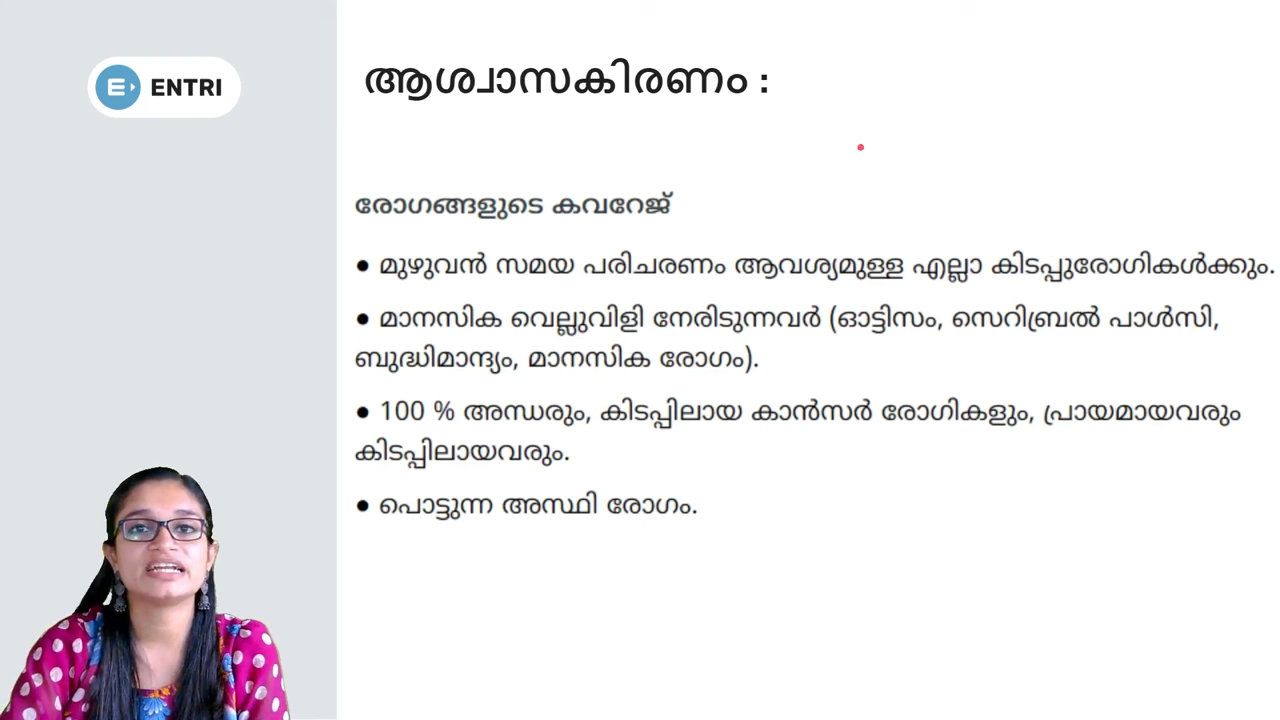 ENTRI
ആശ്വാസകിരണം :
രോഗങ്ങളുടെ കവറേജ്
● മുഴുവൻ സമയ പരിചരണം ആവശ്യമുള്ള എല്ലാ കിടപ്പുരോഗികൾക്കും.
● മാനസിക വെല്ലുവിളി നേരിടുന്നവർ (ഓട്ടിസം, സെറിബ്രൽ പാൾസി,
ബുദ്ധിമാന്ദ്യം, മാനസിക രോഗം).
● 100 % അന്ധരും, കിടപ്പിലായ കാൻസർ രോഗികളും, പ്രായമായവരും
കിടപ്പിലായവരും.
● പൊട്ടുന്ന അസ്ഥി രോഗം.